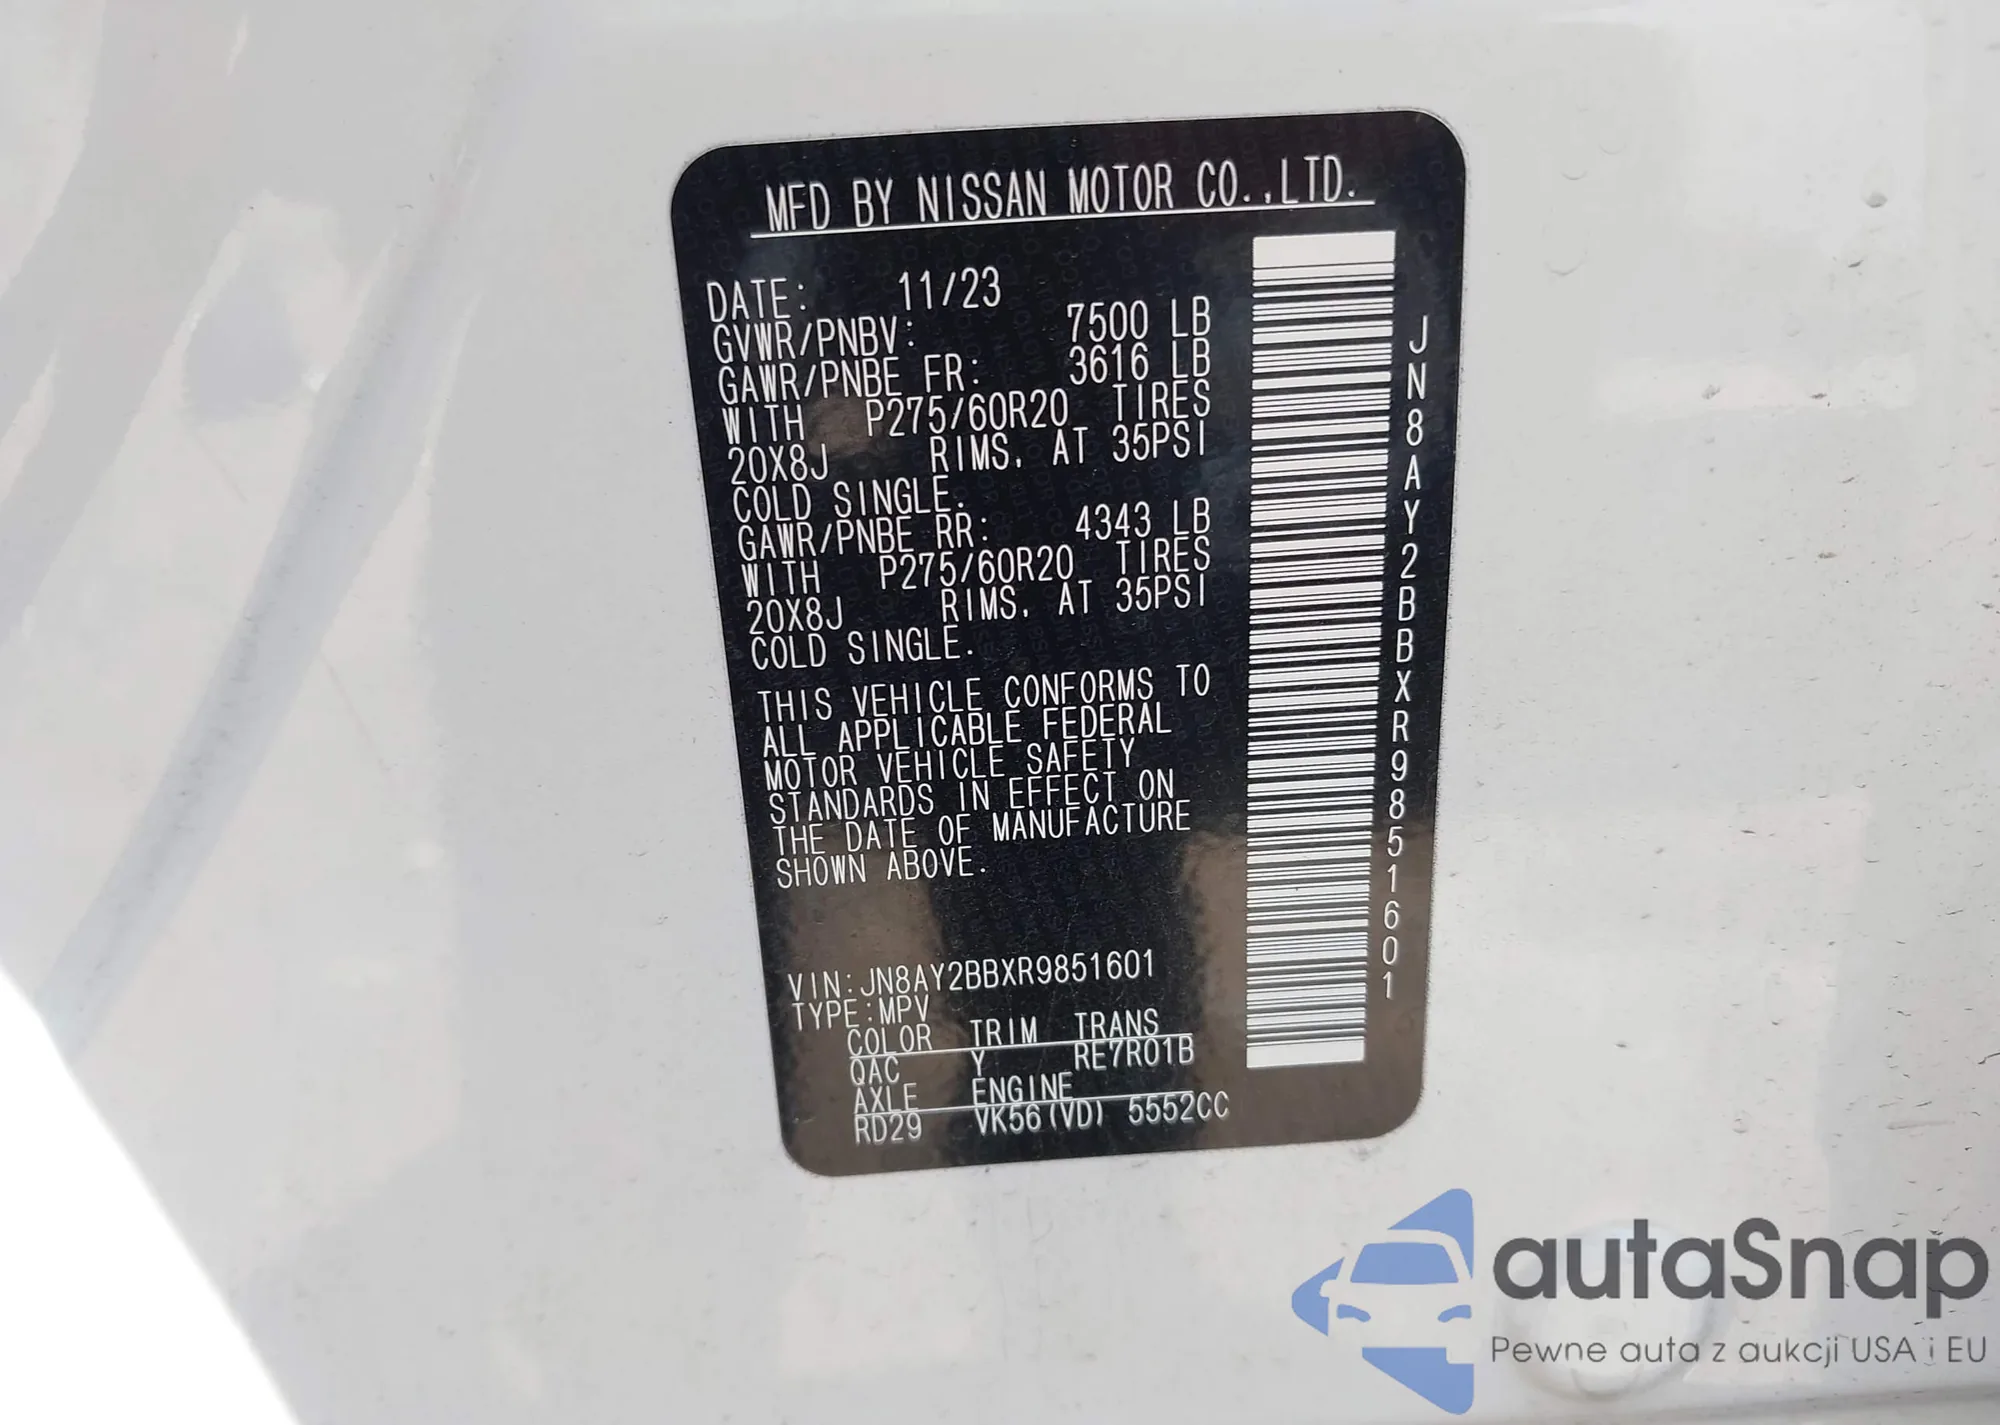 MFD BY NISSAN MOTOR CO.,LTD.
DATE: 11/23
GVWR/PNBV: 7500 LB
GAWR/PNBE FR: 3616 LB
WITH P275/60R20 TIRES
20X8J RIMS, AT 35PSI
COLD SINGLE.
GAWR/PNBE RR: 4343 LB
WITH P275/60R20 TIRES
20X8J RIMS, AT 35PSI
COLD SINGLE.
THIS VEHICLE CONFORMS TO
ALL APPLICABLE FEDERAL
MOTOR VEHICLE SAFETY
STANDARDS IN EFFECT ON
THE DATE OF MANUFACTURE
SHOWN ABOVE.
VIN:JN8AY2BBXR9851601
TYPE:MPV
COLOR TRIM TRANS
QAC Y RE7R01B
AXLE ENGINE
RD29 VK56(VD) 5552CC
JN8AY2BBXR9851601
autaSnap
Pewne auta z aukcji USA i EU